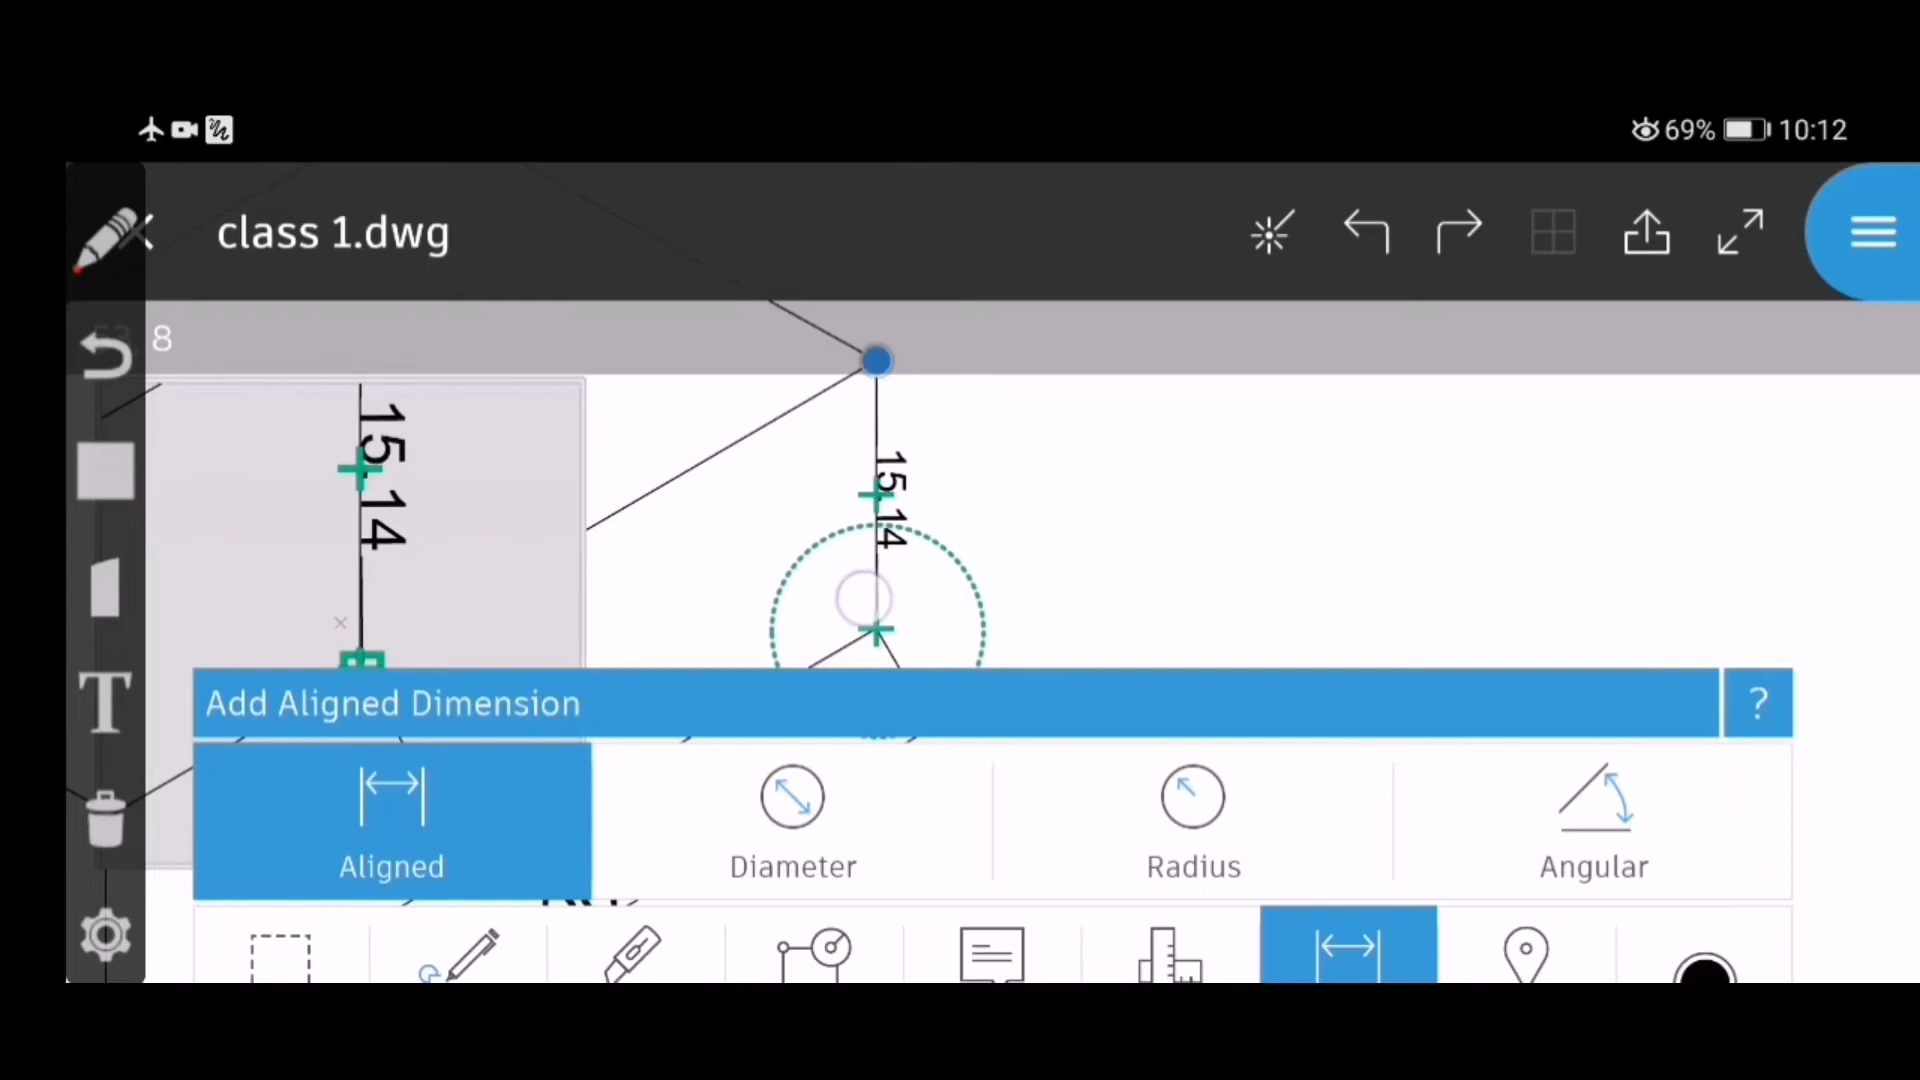 69% 10:12
class 1.dwg
8
15.14
15.14
Add Aligned Dimension ?
Aligned Diameter Radius Angular
T